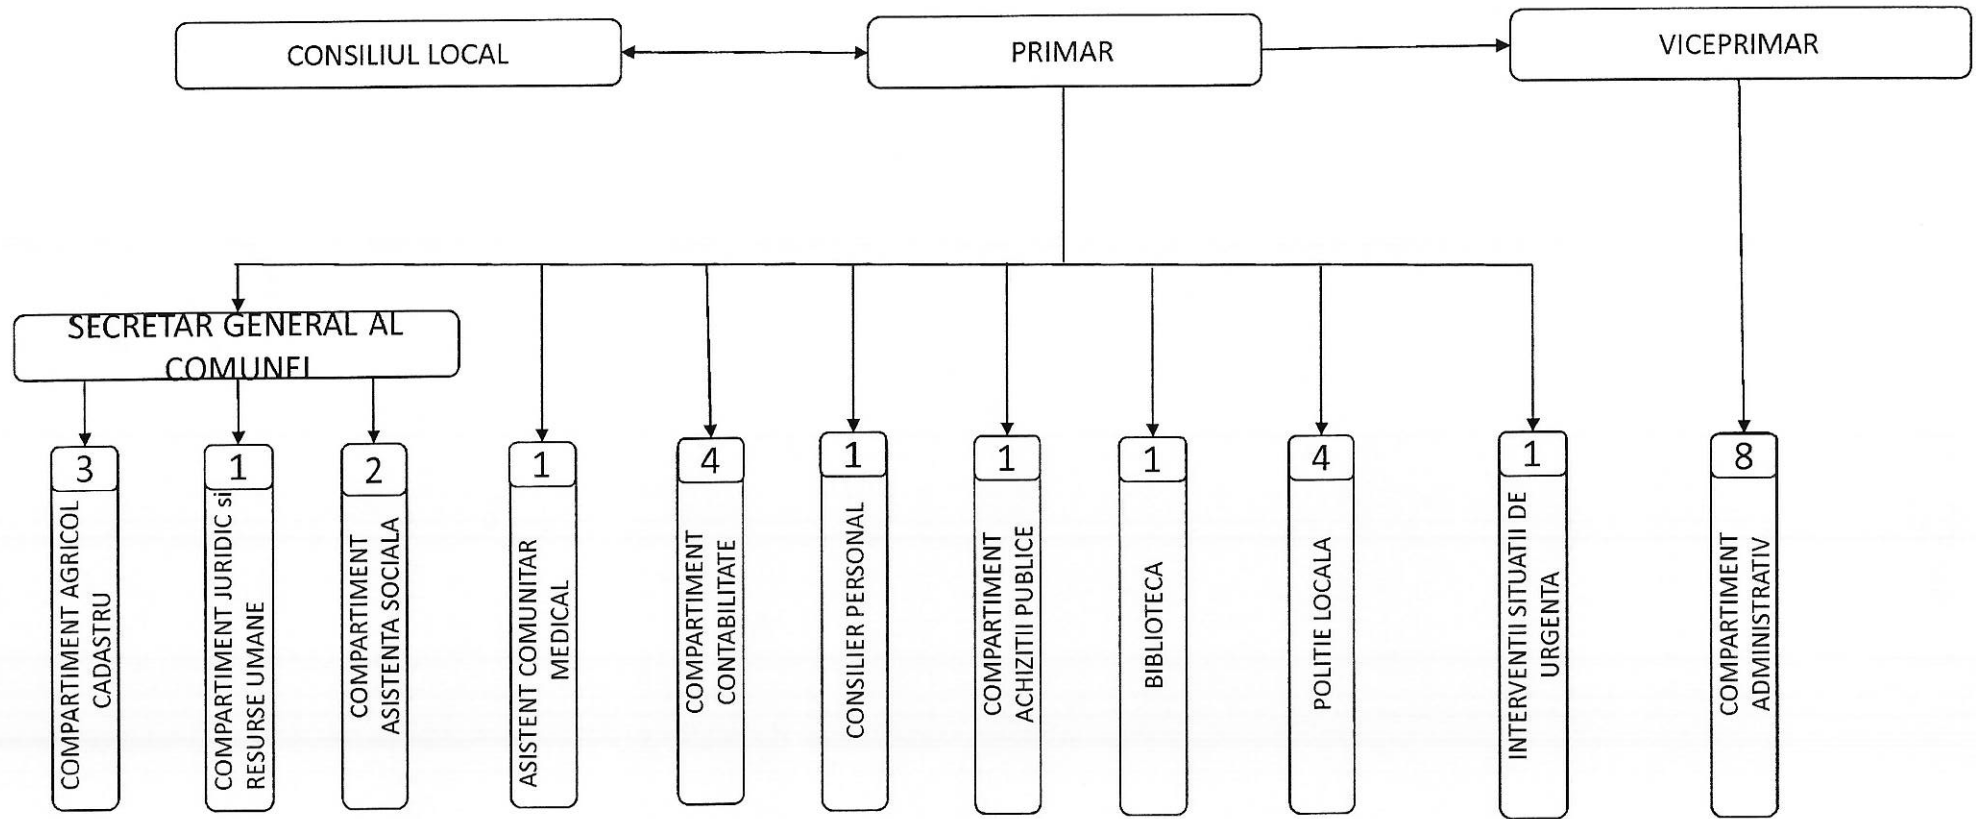 CONSILIUL LOCAL
PRIMAR
VICEPRIMAR
SECRETAR GENERAL AL
COMUNEI
3
COMPARTIMENT AGRICOL
CADASTRU
1
COMPARTIMENT JURIDIC si
RESURSE UMANE
2
COMPARTIMENT
ASISTENTA SOCIALA
1
ASISTENT COMUNITAR
MEDICAL
4
COMPARTIMENT
CONTABILITATE
1
CONSILIER PERSONAL
1
COMPARTIMENT
ACHIZITII PUBLICE
1
BIBLIOTECA
4
POLITIE LOCALA
1
INTERVENTII SITUATII DE
URGENTA
8
COMPARTIMENT
ADMINISTRATIV